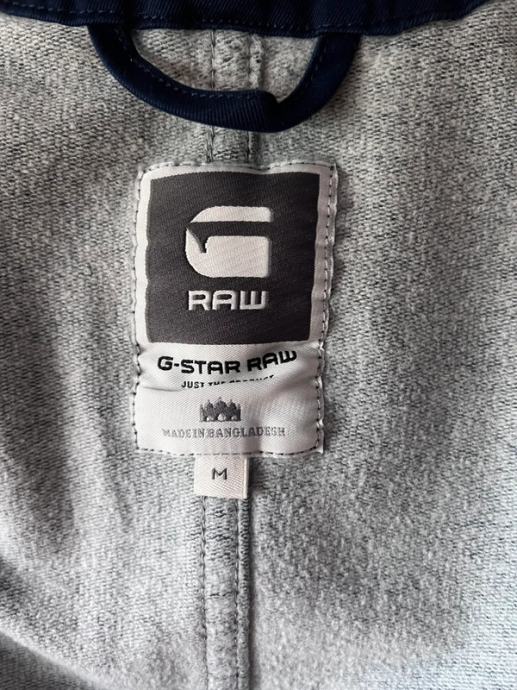 RAW
G-STAR RAW
JUST THE PRODUCT
MADE IN BANGLADESH
M